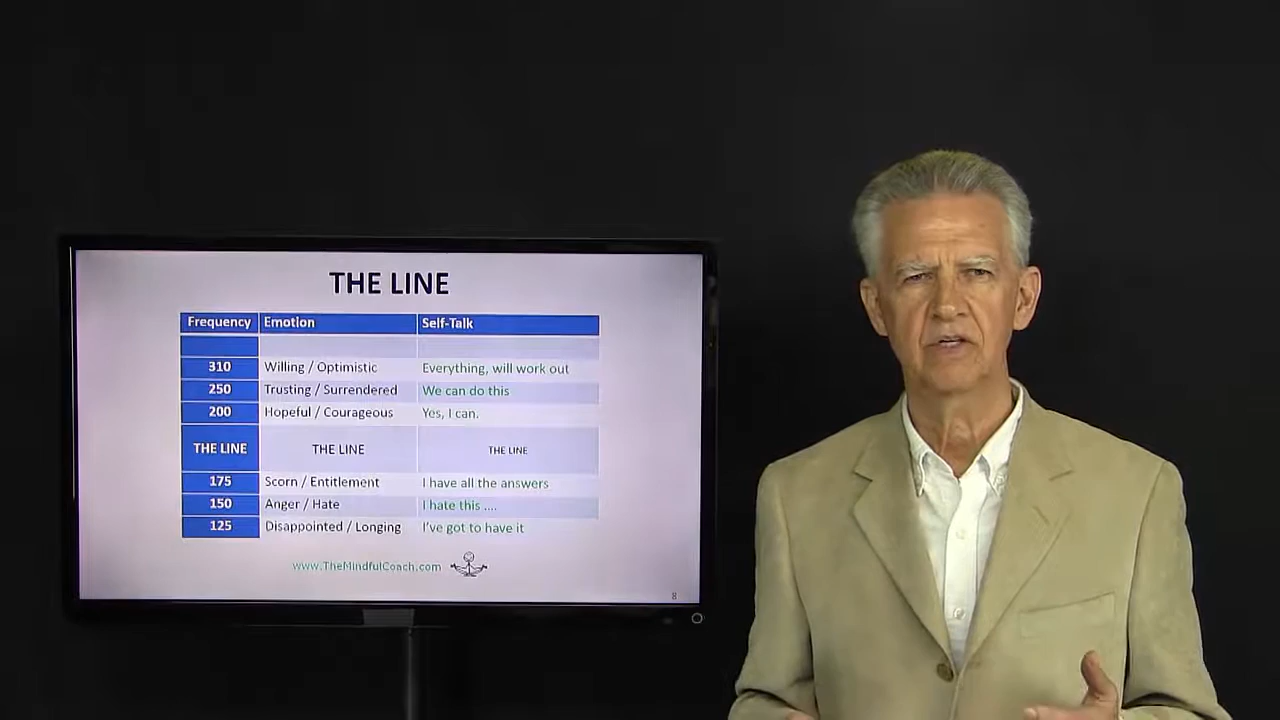 THE LINE
Frequency Emotion Self-Talk
310 Willing / Optimistic Everything, will work out
250 Trusting / Surrendered We can do this
200 Hopeful / Courageous Yes, I can.
THE LINE THE LINE THE LINE
175 Scorn / Entitlement I have all the answers
150 Anger / Hate I hate this ....
125 Disappointed / Longing I've got to have it
www.TheMindfulCoach.com
8